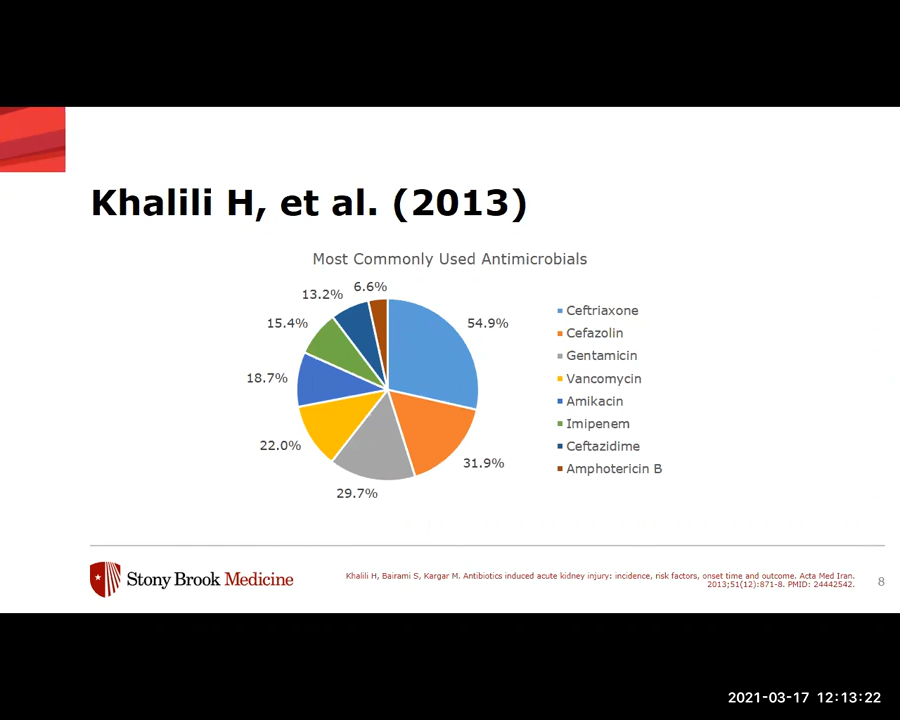 Khalili H, et al. (2013)
Most Commonly Used Antimicrobials
6.6%
13.2%
54.9%
15.4%
18.7%
22.0%
31.9%
29.7%
Ceftriaxone
Cefazolin
Gentamicin
Vancomycin
Amikacin
Imipenem
Ceftazidime
Amphotericin B
Stony Brook Medicine
Khalili H, Bairami S, Kargar M. Antibiotics induced acute kidney injury: incidence, risk factors, onset time and outcome. Acta Med Iran.
2013;51(12):871-8. PMID: 24442542.
8
2021-03-17 12:13:22